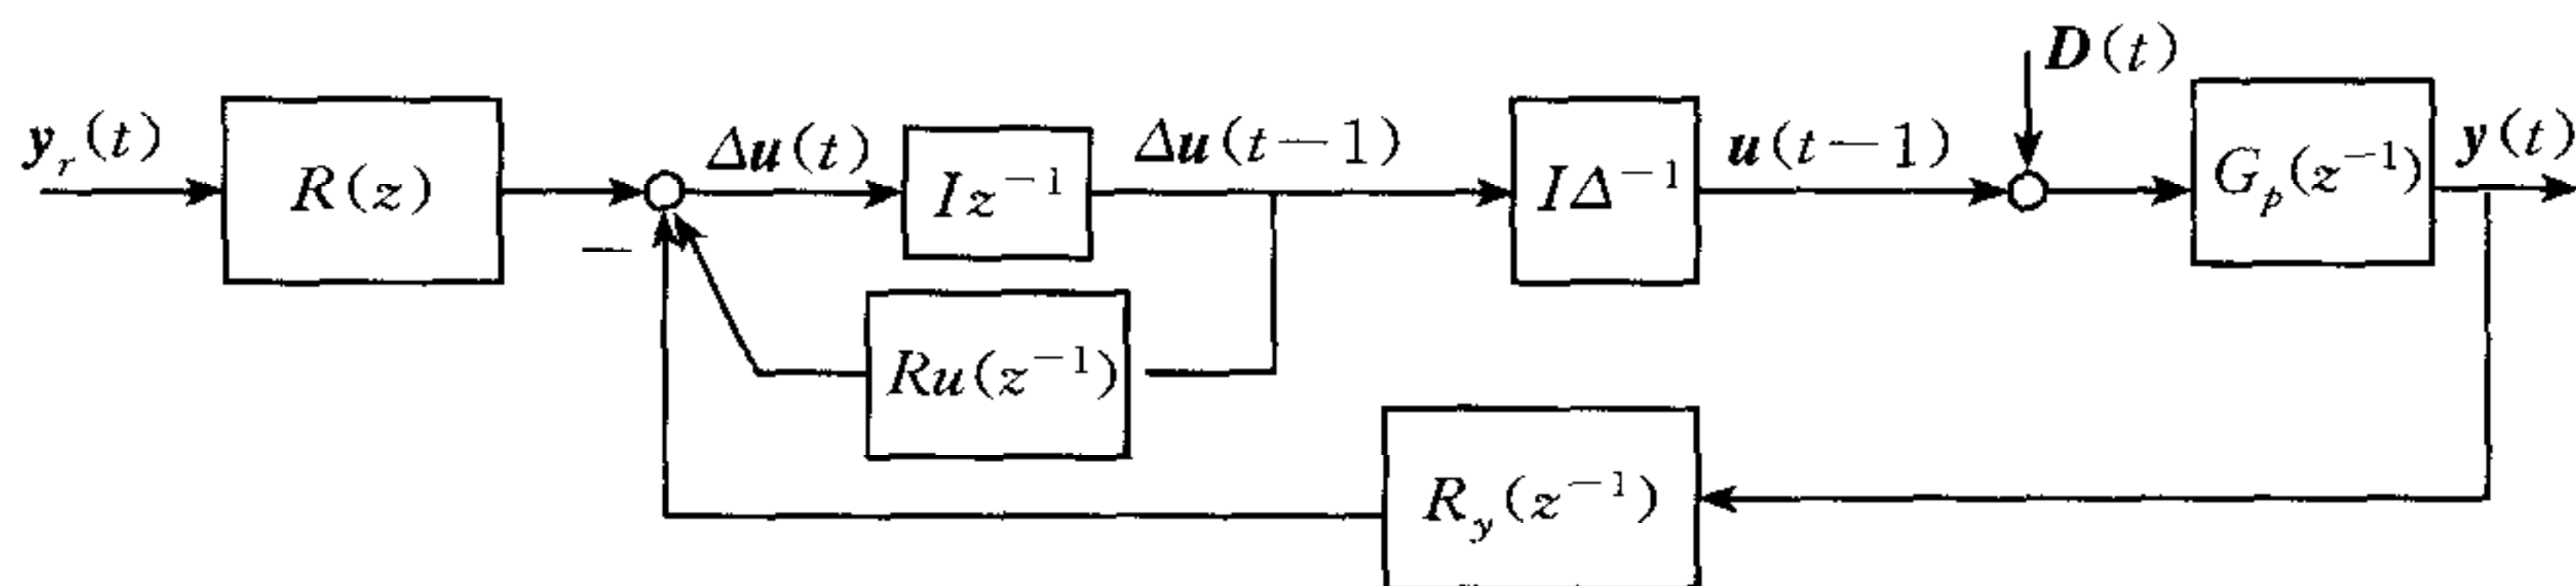 y_r(t)
R(z)
Δu(t)
Iz^{-1}
Δu(t-1)
IΔ^{-1}
u(t-1)
D(t)
G_p(z^{-1})
y(t)
—
Ru(z^{-1})
R_y(z^{-1})